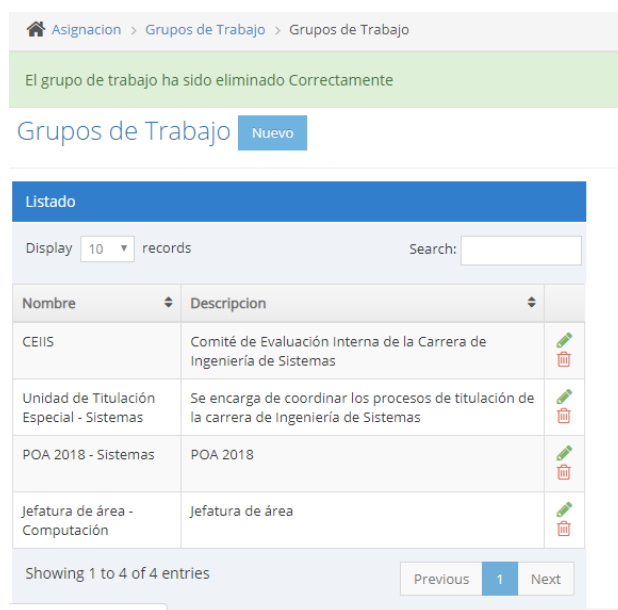 Asignacion > Grupos de Trabajo > Grupos de Trabajo
El grupo de trabajo ha sido eliminado Correctamente
Grupos de Trabajo Nuevo
Listado
Display 10 records Search:
Nombre Descripcion
CEIIS Comité de Evaluación Interna de la Carrera de
Ingeniería de Sistemas
Unidad de Titulación Se encarga de coordinar los procesos de titulación de
Especial - Sistemas la carrera de Ingeniería de Sistemas
POA 2018 - Sistemas POA 2018
Jefatura de área - Jefatura de área
Computación
Showing 1 to 4 of 4 entries Previous 1 Next